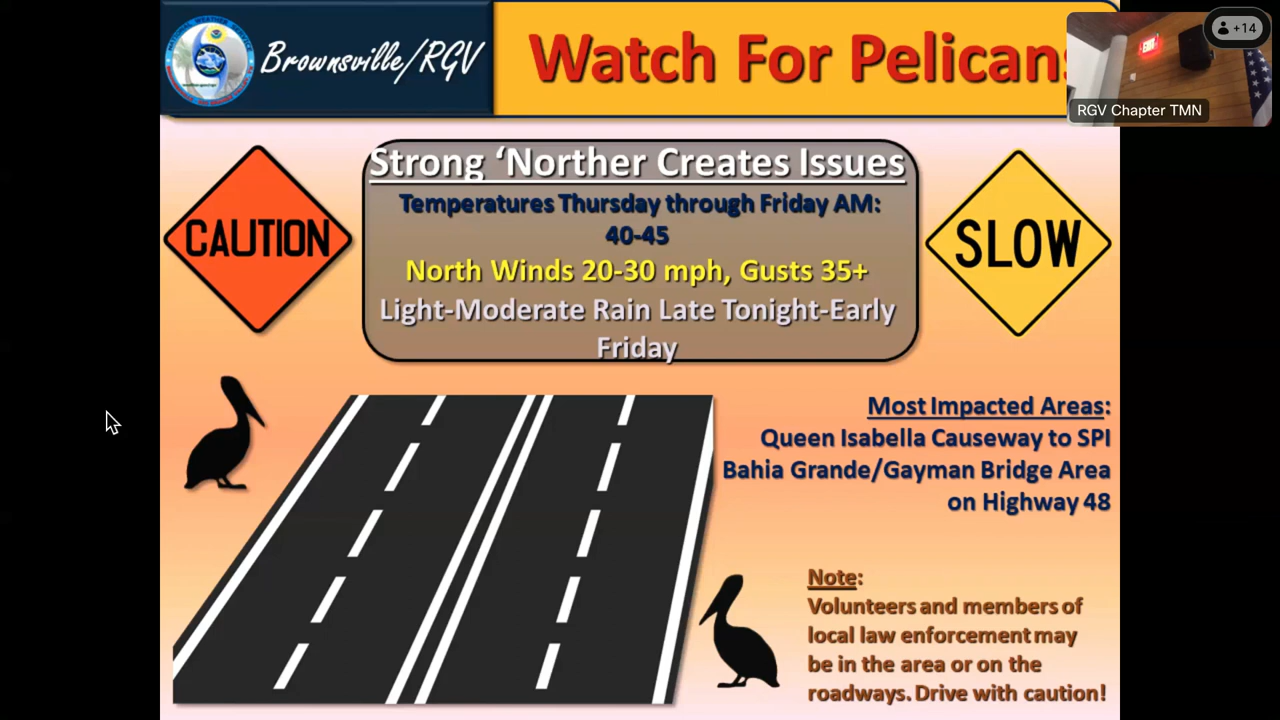 Brownsville/RGV
Watch For Pelicans
+14
EXIT
RGV Chapter TMN
CAUTION
Strong ‘Norther Creates Issues
Temperatures Thursday through Friday AM:
40-45
North Winds 20-30 mph, Gusts 35+
Light-Moderate Rain Late Tonight-Early
Friday
SLOW
Most Impacted Areas:
Queen Isabella Causeway to SPI
Bahia Grande/Gayman Bridge Area
on Highway 48
Note:
Volunteers and members of
local law enforcement may
be in the area or on the
roadways. Drive with caution!